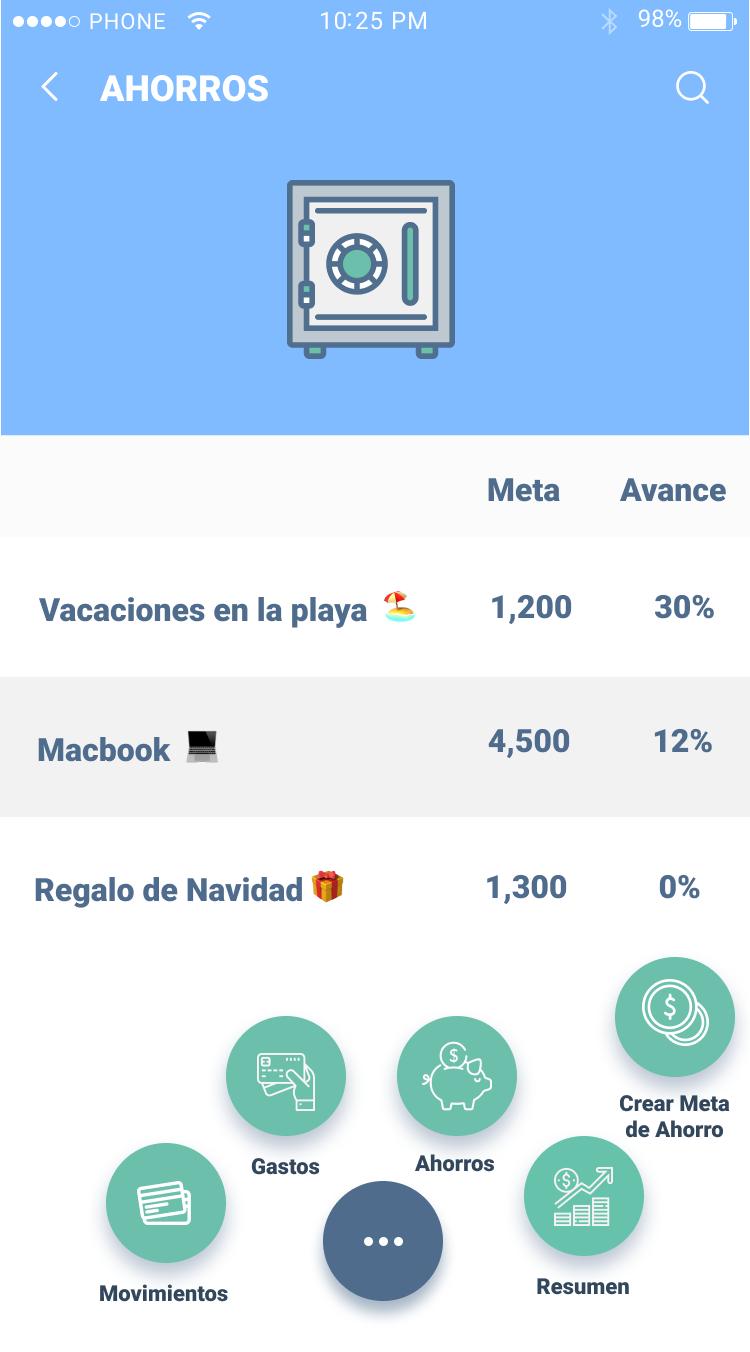 PHONE 10:25 PM 98%
AHORROS
Meta Avance
Vacaciones en la playa 🏖️ 1,200 30%
Macbook 💻 4,500 12%
Regalo de Navidad 🎁 1,300 0%
$
Crear Meta
de Ahorro
$
Gastos
Ahorros
$
Movimientos
Resumen